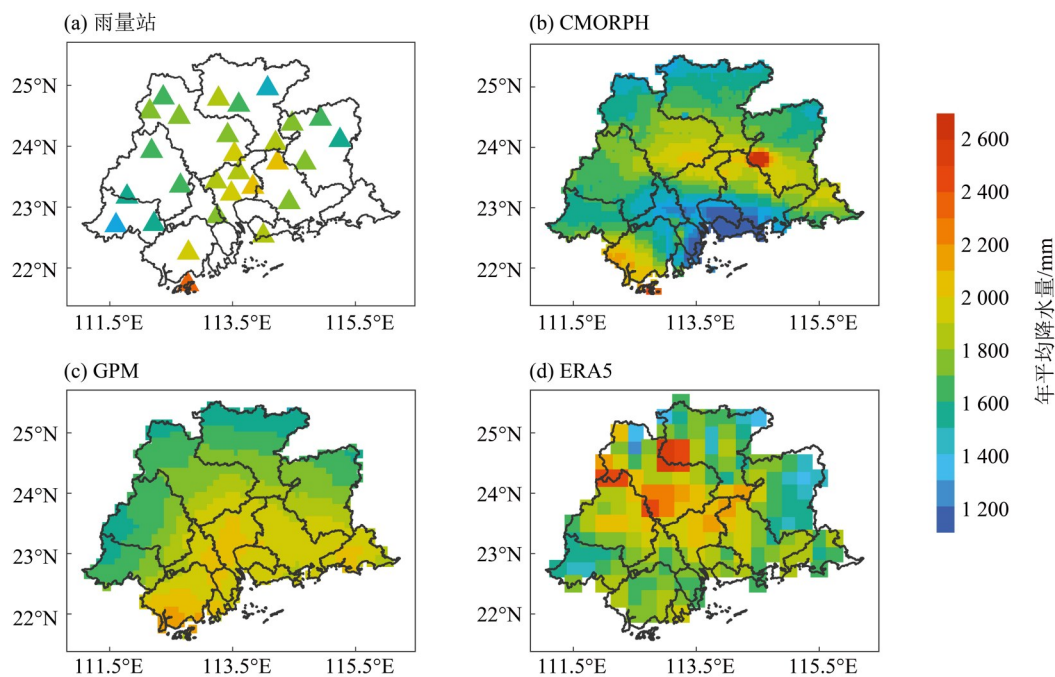 (a) 雨量站
(b) CMORPH
25°N
24°N
23°N
22°N
111.5°E 113.5°E 115.5°E
25°N
24°N
23°N
22°N
111.5°E 113.5°E 115.5°E
(c) GPM
(d) ERA5
25°N
24°N
23°N
22°N
111.5°E 113.5°E 115.5°E
25°N
24°N
23°N
22°N
111.5°E 113.5°E 115.5°E
2 600
2 400
2 200
2 000
1 800
1 600
1 400
1 200
年平均降水量/mm